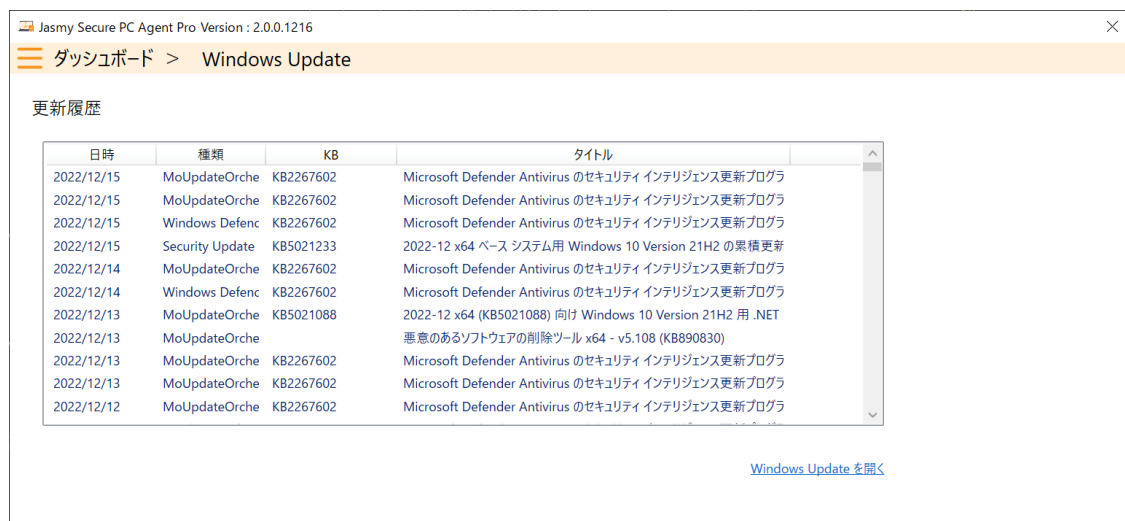 Jasmy Secure PC Agent Pro Version : 2.0.0.1216
ダッシュボード > Windows Update
更新履歴
日時 種類 KB タイトル
2022/12/15 MoUpdateOrche KB2267602 Microsoft Defender Antivirus のセキュリティ インテリジェンス更新プログラ
2022/12/15 MoUpdateOrche KB2267602 Microsoft Defender Antivirus のセキュリティ インテリジェンス更新プログラ
2022/12/15 Windows Defenc KB2267602 Microsoft Defender Antivirus のセキュリティ インテリジェンス更新プログラ
2022/12/15 Security Update KB5021233 2022-12 x64 ベース システム用 Windows 10 Version 21H2 の累積更新
2022/12/14 MoUpdateOrche KB2267602 Microsoft Defender Antivirus のセキュリティ インテリジェンス更新プログラ
2022/12/14 Windows Defenc KB2267602 Microsoft Defender Antivirus のセキュリティ インテリジェンス更新プログラ
2022/12/13 MoUpdateOrche KB5021088 2022-12 x64 (KB5021088) 向け Windows 10 Version 21H2 用 .NET
2022/12/13 MoUpdateOrche 悪意のあるソフトウェアの削除ツール x64 - v5.108 (KB890830)
2022/12/13 MoUpdateOrche KB2267602 Microsoft Defender Antivirus のセキュリティ インテリジェンス更新プログラ
2022/12/13 MoUpdateOrche KB2267602 Microsoft Defender Antivirus のセキュリティ インテリジェンス更新プログラ
2022/12/12 MoUpdateOrche KB2267602 Microsoft Defender Antivirus のセキュリティ インテリジェンス更新プログラ
Windows Update を開く